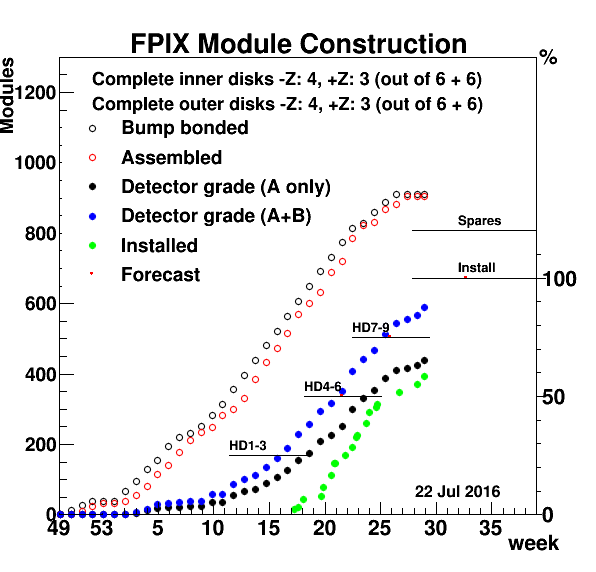 FPIX Module Construction
Modules
%
Complete inner disks -Z: 4, +Z: 3 (out of 6 + 6)
Complete outer disks -Z: 4, +Z: 3 (out of 6 + 6)
Bump bonded
Assembled
Detector grade (A only)
Detector grade (A+B)
Installed
Forecast
1200
1000
800
600
400
200
0
Spares
Install
100
50
0
HD7-9
HD4-6
HD1-3
22 Jul 2016
49 53 5 10 15 20 25 30 35
week